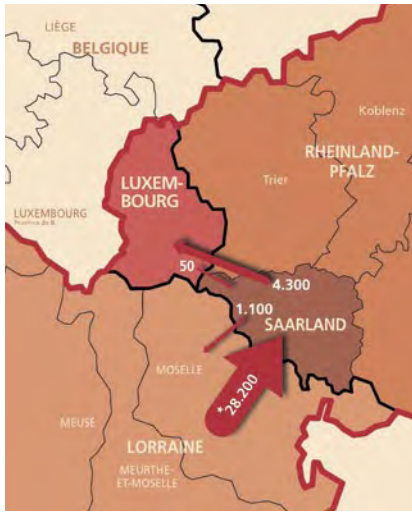 LIÈGE
BELGIQUE
Koblenz
RHEINLAND-
PFALZ
Trier
LUXEM-
BOURG
LUXEMBOURG
50
4.300
1.100
SAARLAND
MOSELLE
*28.200
MEUSE
LORRAINE
MEURTHE-
ET-MOSELLE